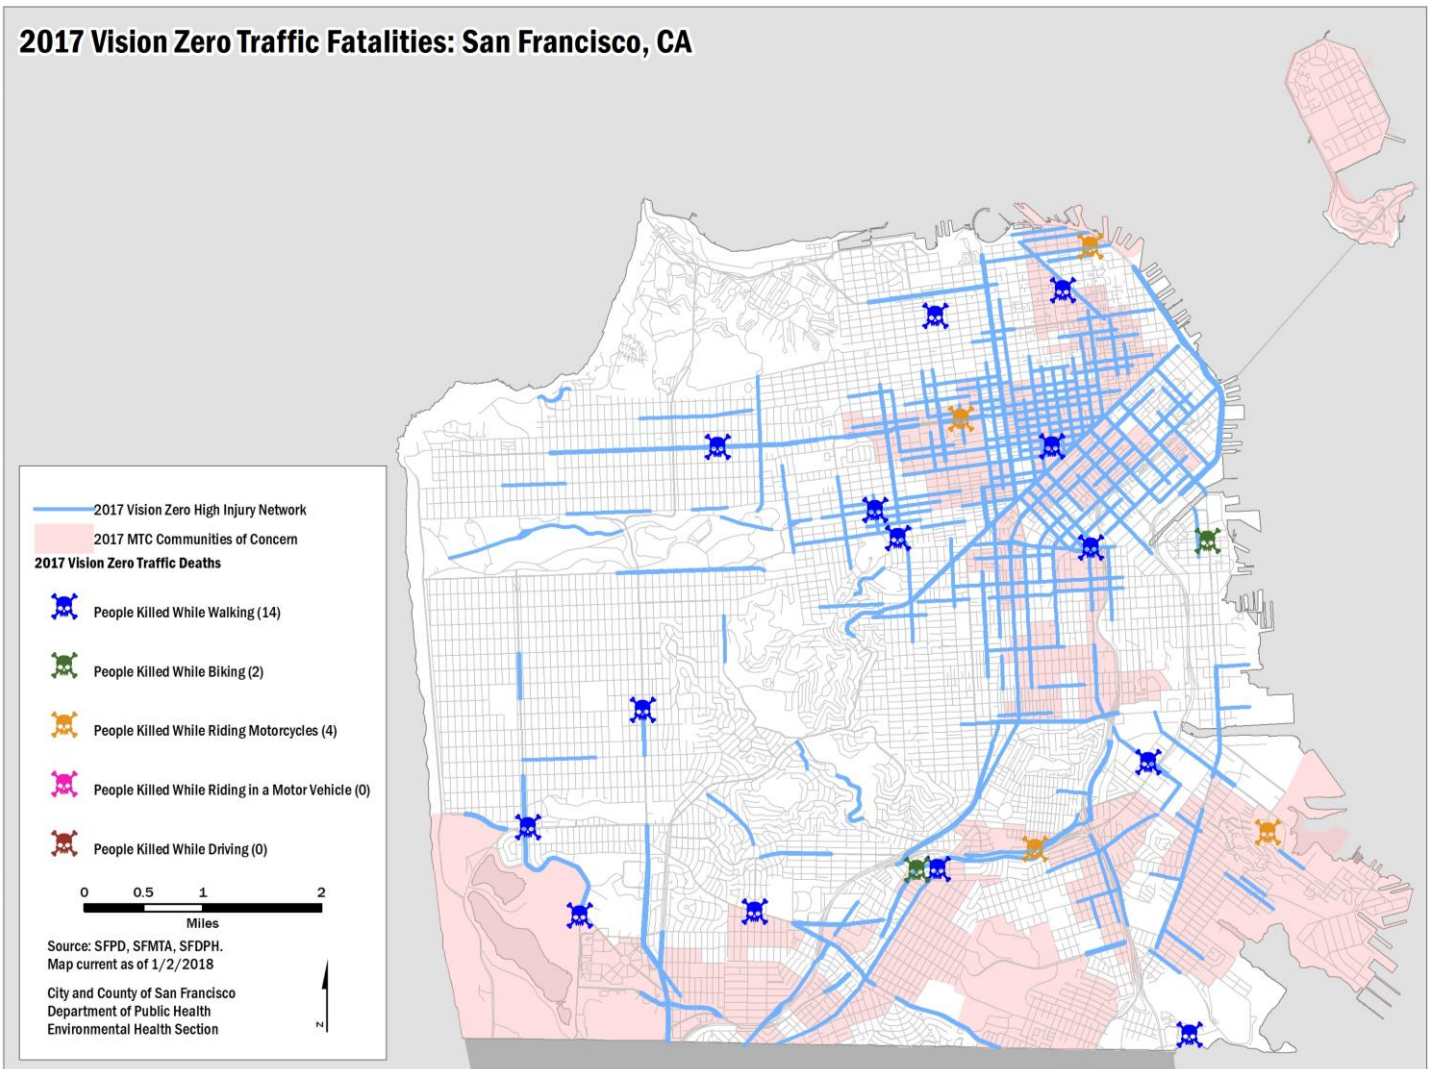 2017 Vision Zero Traffic Fatalities: San Francisco, CA
2017 Vision Zero High Injury Network
2017 MTC Communities of Concern
2017 Vision Zero Traffic Deaths
People Killed While Walking (14)
People Killed While Biking (2)
People Killed While Riding Motorcycles (4)
People Killed While Riding in a Motor Vehicle (0)
People Killed While Driving (0)
0 0.5 1 2
Miles
Source: SFPD, SFMTA, SFDPH.
Map current as of 1/2/2018
City and County of San Francisco
Department of Public Health
Environmental Health Section
N